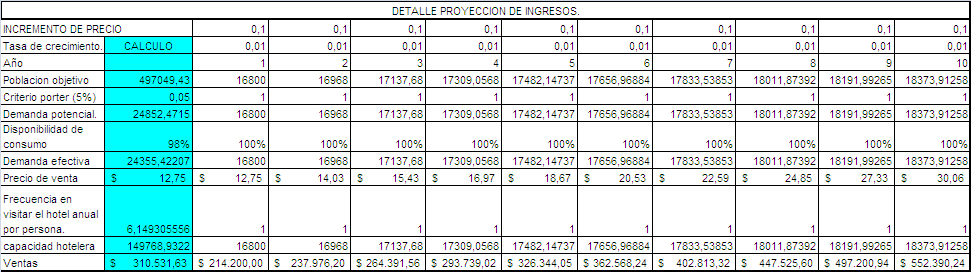 DETALLE PROYECCION DE INGRESOS.
INCREMENTO DE PRECIO 0,1 0,1 0,1 0,1 0,1 0,1 0,1 0,1 0,1 0,1
Tasa de crecimiento. CALCULO 0,01 0,01 0,01 0,01 0,01 0,01 0,01 0,01 0,01 0,01
Año 1 2 3 4 5 6 7 8 9 10
Poblacion objetivo 497049,43 16800 16968 17137,68 17309,0568 17482,14737 17656,96884 17833,53853 18011,87392 18191,99265 18373,91258
Criterio porter (5%) 0,05 1 1 1 1 1 1 1 1 1 1
Demanda potencial. 24852,4715 16800 16968 17137,68 17309,0568 17482,14737 17656,96884 17833,53853 18011,87392 18191,99265 18373,91258
Disponibilidad de
consumo 98% 100% 100% 100% 100% 100% 100% 100% 100% 100% 100%
Demanda efectiva 24355,42207 16800 16968 17137,68 17309,0568 17482,14737 17656,96884 17833,53853 18011,87392 18191,99265 18373,91258
Precio de venta $ 12,75 $ 12,75 $ 14,03 $ 15,43 $ 16,97 $ 18,67 $ 20,53 $ 22,59 $ 24,85 $ 27,33 $ 30,06
Frecuencia en
visitar el hotel anual
por persona. 6,149305556 1 1 1 1 1 1 1 1 1 1
capacidad hotelera 149768,9322 16800 16968 17137,68 17309,0568 17482,14737 17656,96884 17833,53853 18011,87392 18191,99265 18373,91258
Ventas $ 310.531,63 $ 214.200,00 $ 237.976,20 $ 264.391,56 $ 293.739,02 $ 326.344,05 $ 362.568,24 $ 402.813,32 $ 447.525,60 $ 497.200,94 $ 552.390,24